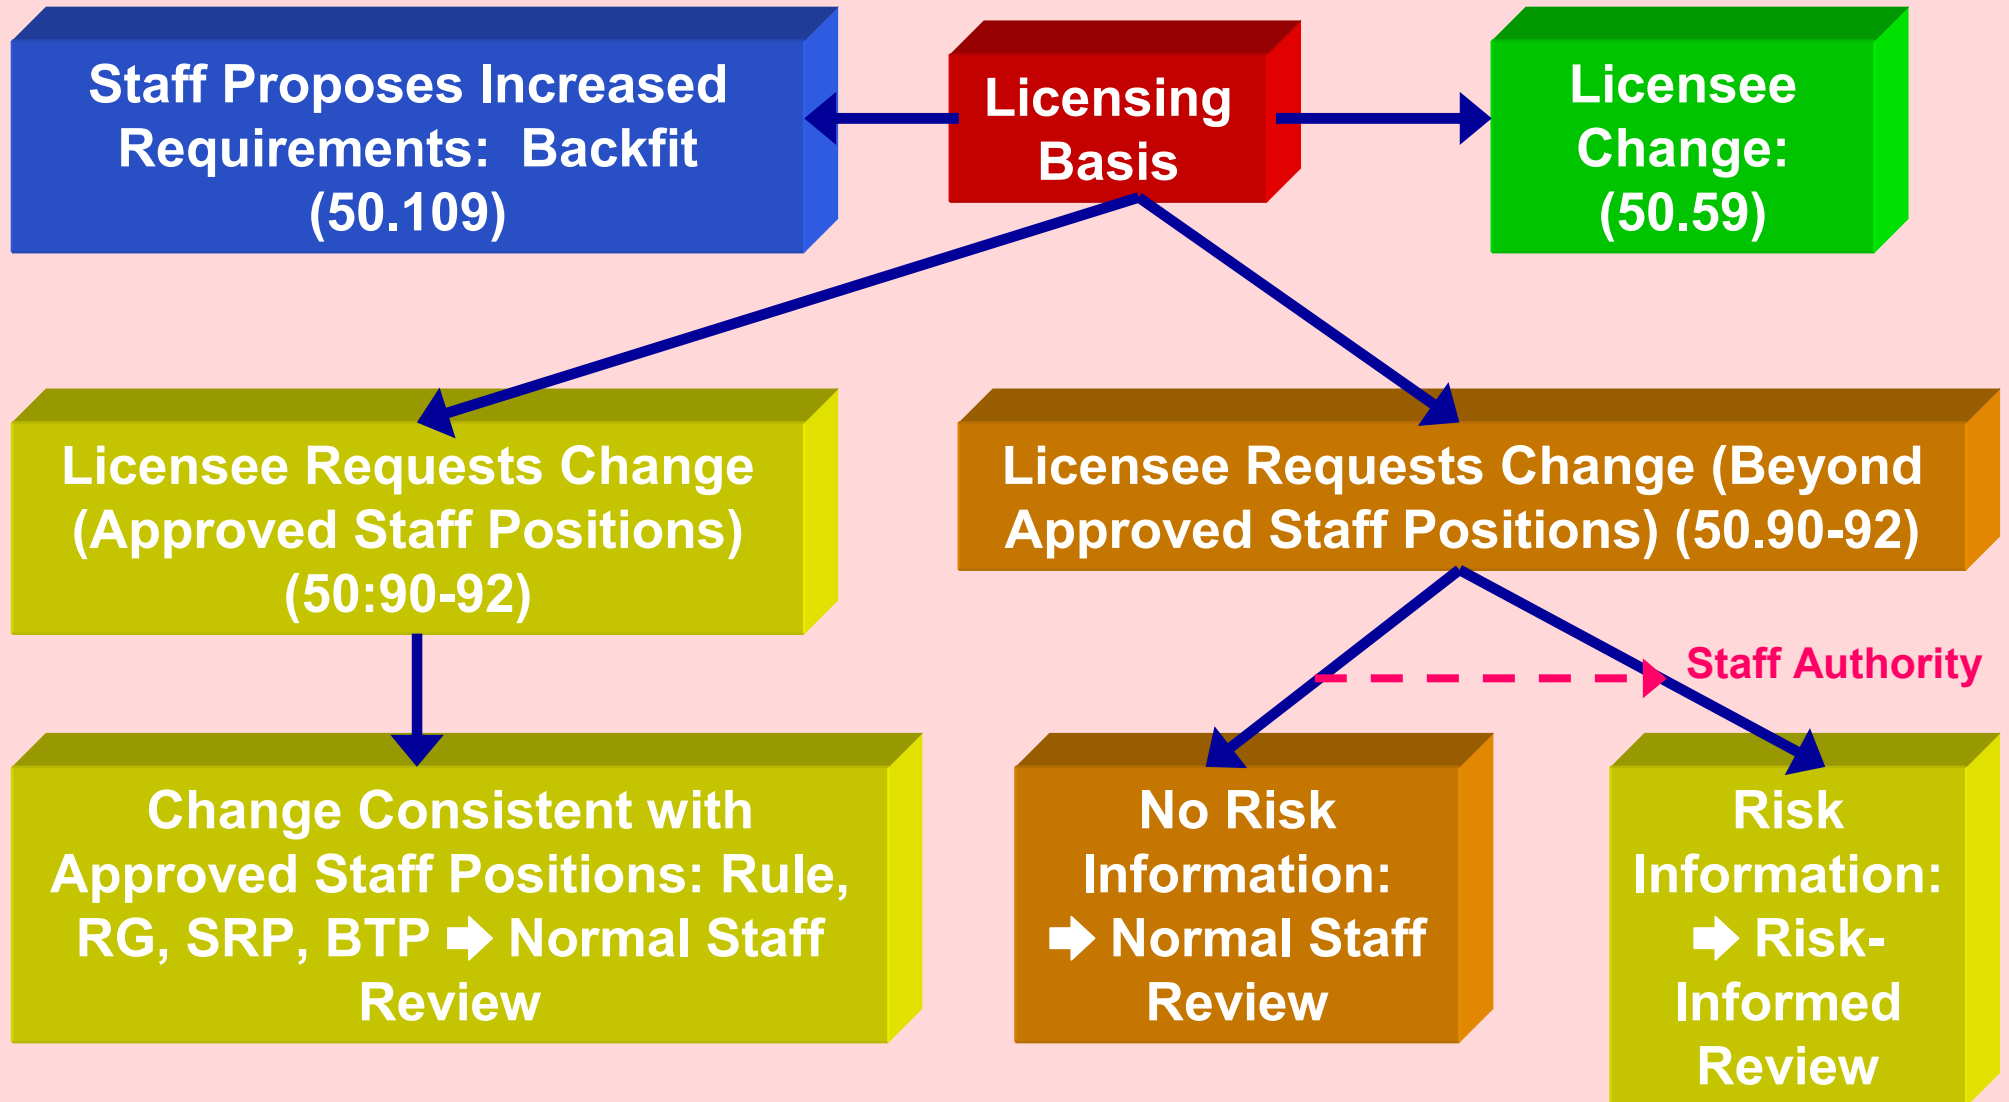 Staff Proposes Increased
Requirements:  Backfit
(50.109)
Licensing
Basis
Licensee
Change:
(50.59)
Licensee Requests Change
(Approved Staff Positions)
(50:90-92)
Licensee Requests Change (Beyond
Approved Staff Positions) (50.90-92)
Staff Authority
Change Consistent with
Approved Staff Positions: Rule,
RG, SRP, BTP ➡ Normal Staff
Review
No Risk
Information:
➡ Normal Staff
Review
Risk
Information:
➡ Risk-
Informed
Review